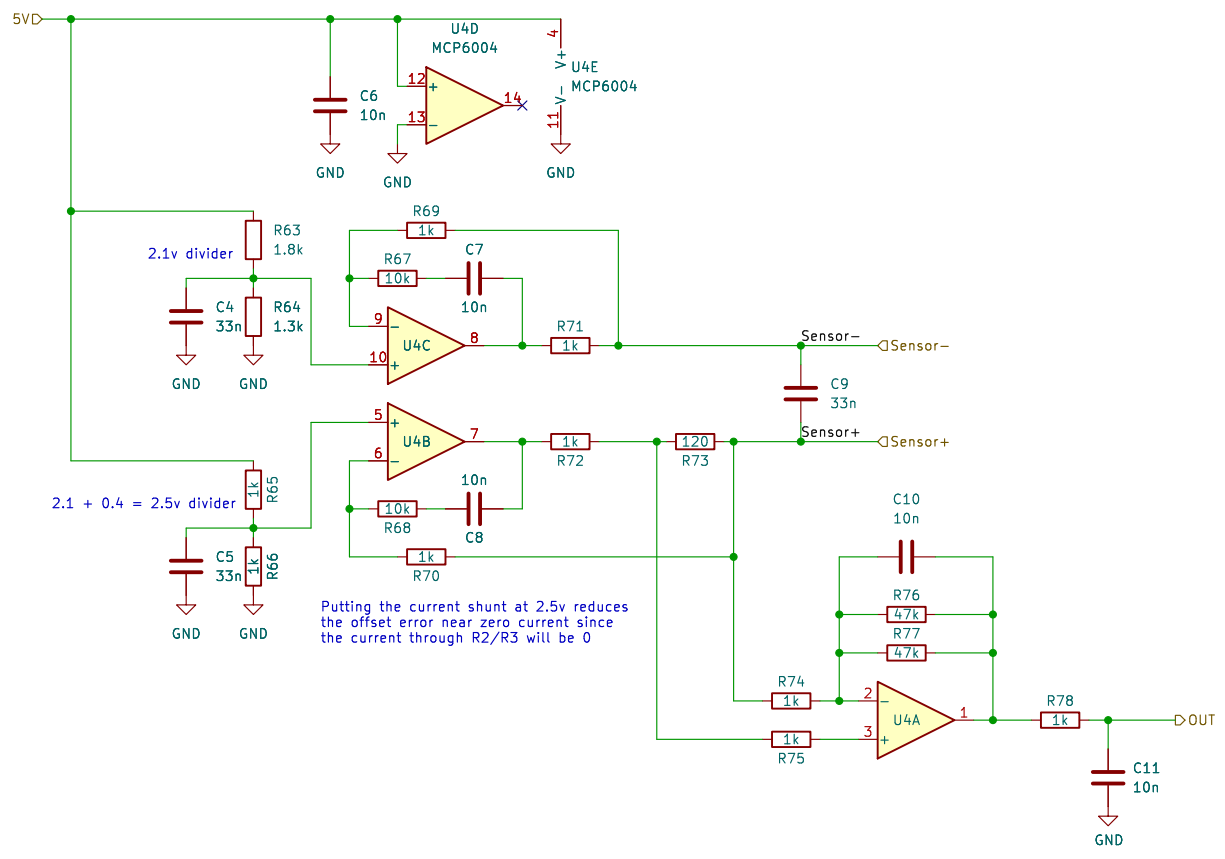 5V
U4D
MCP6004
4
V+
U4E
MCP6004
V-
11
GND
12
+
13
-
14
GND
C6
10n
GND
R63
1.8k
2.1v divider
C4
33n
GND
R64
1.3k
GND
R69
1k
R67
10k
C7
10n
9
-
10
+
U4C
8
R71
1k
Sensor-
Sensor-
C9
33n
Sensor+
Sensor+
5
+
6
-
U4B
7
R72
1k
120
R73
10n
C8
10k
R68
1k
R70
1k
R65
2.1 + 0.4 = 2.5v divider
C5
33n
GND
1k
R66
GND
Putting the current shunt at 2.5v reduces
the offset error near zero current since
the current through R2/R3 will be 0
C10
10n
R76
47k
R77
47k
R74
1k
1k
R75
2
-
3
+
U4A
1
R78
1k
OUT
C11
10n
GND